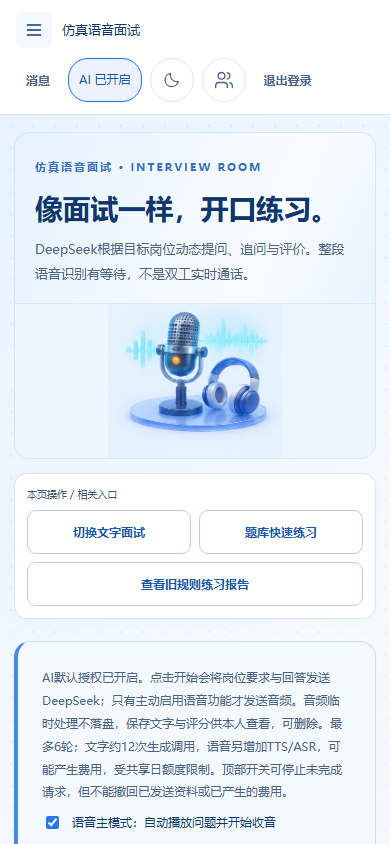 仿真语音面试
消息
AI 已开启
退出登录
仿真语音面试 • INTERVIEW ROOM
像面试一样，开口练习。
DeepSeek根据目标岗位动态提问、追问与评价。整段
语音识别有等待，不是双工实时通话。
本页操作 / 相关入口
切换文字面试
题库快速练习
查看旧规则练习报告
AI默认授权已开启。点击开始会将岗位要求与回答发送
DeepSeek；只有主动启用语音功能才发送音频。音频临
时处理不落盘，保存文字与评分供本人查看，可删除。最
多6轮；文字约12次生成调用，语音另增加TTS/ASR，可
能产生费用，受共享日额度限制。顶部开关可停止未完成
请求，但不能撤回已发送资料或已产生的费用。
语音主模式：自动播放问题并开始收音